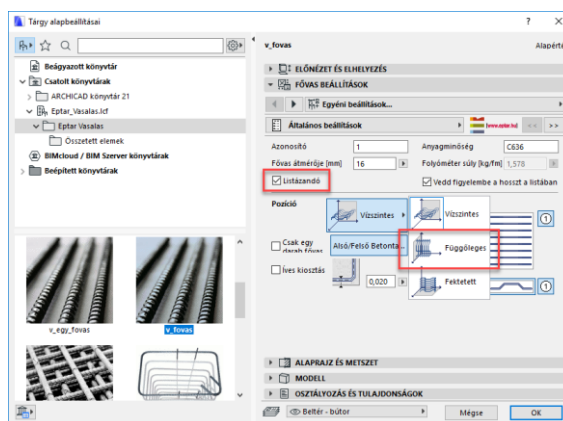 Tárgy alapbeállításai
? ×
v_fovas
Alapérté
Beágyazott könyvtár
Csatolt könyvtárak
ARCHICAD könyvtár 21
Eptar_Vasalas.lcf
Eptar Vasalas
Összetett elemek
BIMcloud / BIM Szerver könyvtárak
Beépített könyvtárak
v_egy_fovas
v_fovas
ELŐNÉZET ÉS ELHELYEZÉS
FŐVAS BEÁLLÍTÁSOK
Egyéni beállítások...
Általános beállítások
<< >>
Azonosító 1 Anyagminőség C636
Fővas átmérője [mm] 16 Folyóméter súly [kg/fm] 1,578
Listázandó Vedd figyelembe a hosszt a listában
Pozíció
Vízszintes
Vízszintes
1
Csak egy
darab fővas
Alsó/Felső Betonta...
Függőleges
Íves kiosztás
0,020
Fektetett
1
ALAPRAJZ ÉS METSZET
MODELL
OSZTÁLYOZÁS ÉS TULAJDONSÁGOK
Beltér - bútor
Mégse
OK